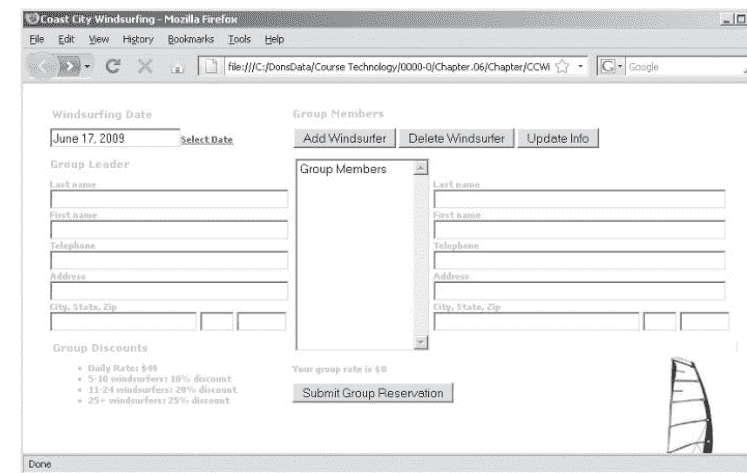 Coast City Windsurfing - Mozilla Firefox
File Edit View History Bookmarks Tools Help
file:///C:/DonsData/Course Technology/0000-0/Chapter.06/Chapter/CCWi
G Google
Windsurfing Date
Group Members
June 17, 2009 Select Date
Add Windsurfer Delete Windsurfer Update Info
Group Leader
Group Members
Last name
Last name
First name
First name
Telephone
Telephone
Address
Address
City, State, Zip
City, State, Zip
Group Discounts
Daily Rate: $49
5-10 windsurfers: 10% discount
11-24 windsurfers: 20% discount
25+ windsurfers: 25% discount
Your group rate is $0
Submit Group Reservation
Done